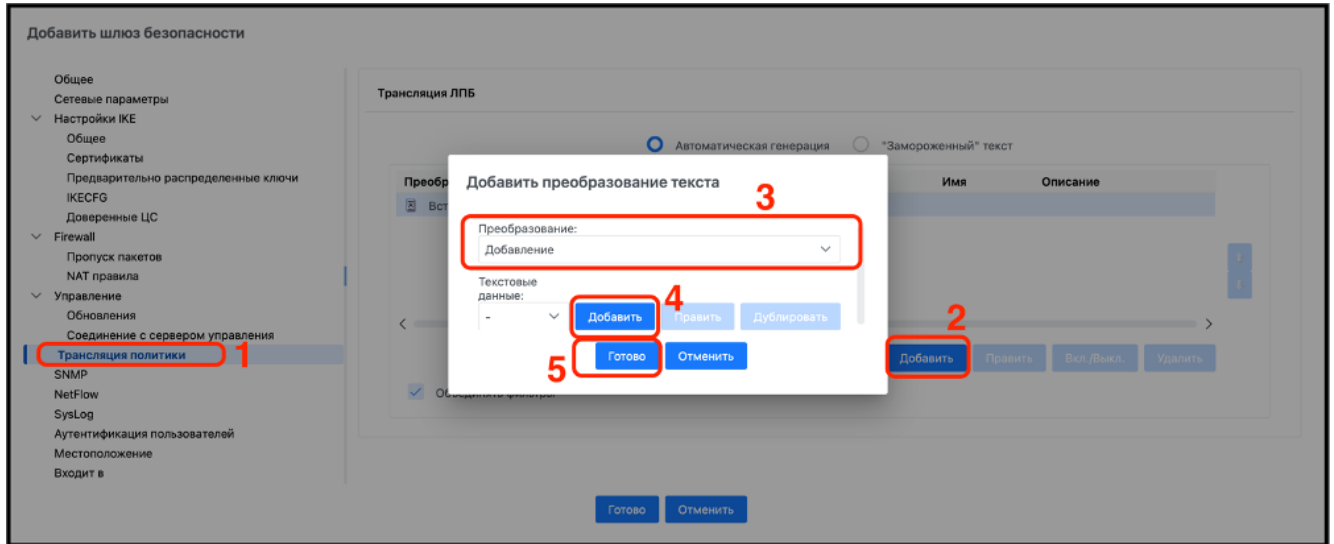 Добавить шлюз безопасности
Общее
Сетевые параметры
Настройки IKE
Общее
Сертификаты
Предварительно распределенные ключи
IKECFG
Доверенные ЦС
Firewall
Пропуск пакетов
NAT правила
Управление
Обновления
Соединение с сервером управления
Трансляция политики 1
SNMP
NetFlow
SysLog
Аутентификация пользователей
Местоположение
Входит в
Трансляция ЛПБ
Автоматическая генерация "Замороженный" текст
Преобр Имя Описание
Вст
Добавить преобразование текста
3
Преобразование:
Добавление
Текстовые
данные:
4
- Добавить Править Дублировать
5 Готово Отменить
2
Добавить Править Вкл./Выкл. Удалить
Готово Отменить